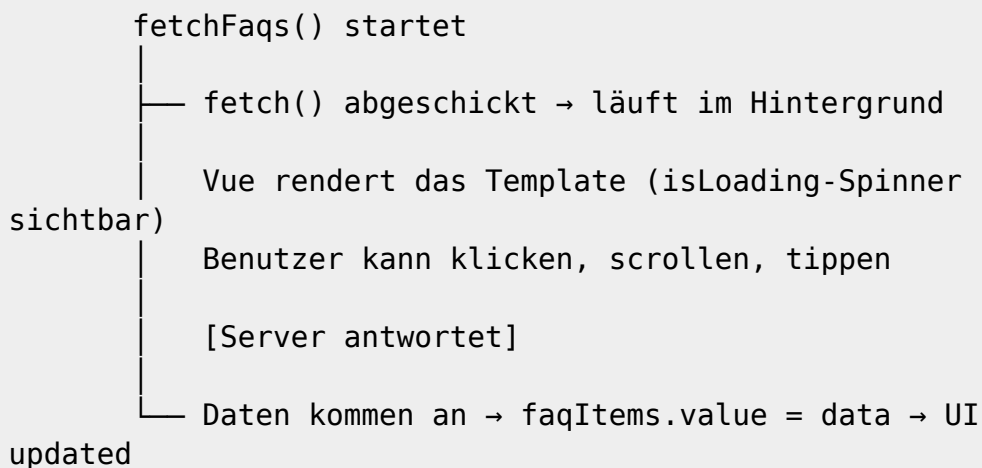 fetchFaqs() startet
│
├── fetch() abgeschickt → läuft im Hintergrund
│
│   Vue rendert das Template (isLoading-Spinner
sichtbar)
│   Benutzer kann klicken, scrollen, tippen
│
│   [Server antwortet]
│
└── Daten kommen an → faqItems.value = data → UI
updated